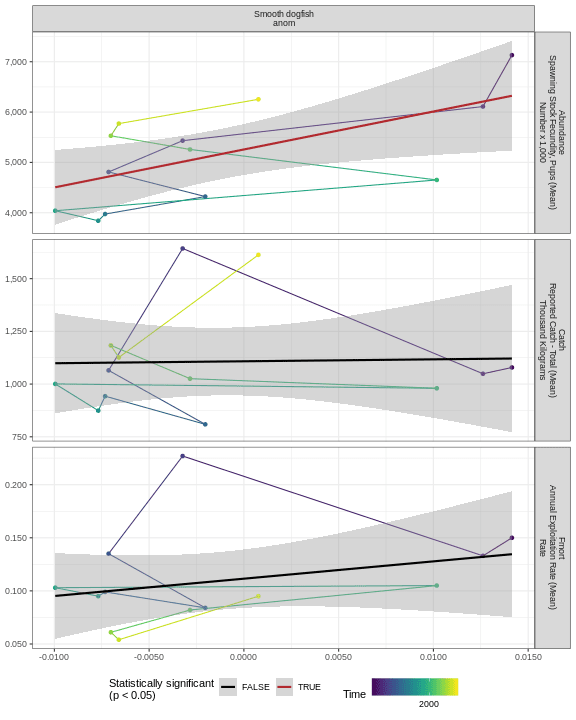 Smooth dogfish
anom
7,000
6,000
5,000
4,000
Abundance
Spawning Stock Fecundity, Pups (Mean)
Number x 1,000
1,500
1,250
1,000
750
Catch
Reported Catch - Total (Mean)
Thousand Kilograms
0.200
0.150
0.100
0.050
Fmort
Annual Exploitation Rate (Mean)
Rate
-0.0100
-0.0050
0.0000
0.0050
0.0100
0.0150
Statistically significant
(p < 0.05)
FALSE
TRUE
Time
2000